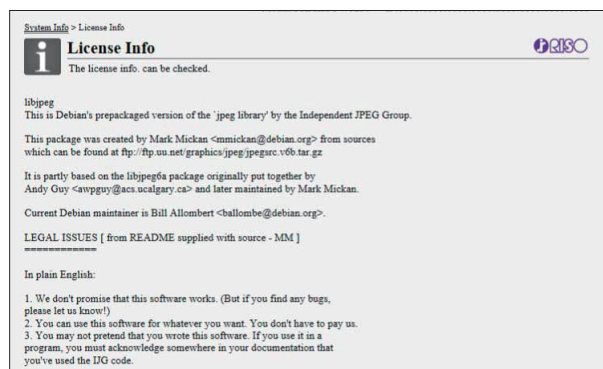 System Info > License Info
License Info
RISO
The license info. can be checked.
libjpeg
This is Debian's prepackaged version of the `jpeg library' by the Independent JPEG Group.
This package was created by Mark Mickan <mmickan@debian.org> from sources
which can be found at ftp://ftp.uu.net/graphics/jpeg/jpegsrc.v6b.tar.gz
It is partly based on the libjpeg6a package originally put together by
Andy Guy <awpguy@acs.ucalgary.ca> and later maintained by Mark Mickan.
Current Debian maintainer is Bill Allombert <ballombe@debian.org>.
LEGAL ISSUES [ from README supplied with source - MM ]
============
In plain English:
1. We don't promise that this software works. (But if you find any bugs,
please let us know!)
2. You can use this software for whatever you want. You don't have to pay us.
3. You may not pretend that you wrote this software. If you use it in a
program, you must acknowledge somewhere in your documentation that
you've used the IJG code.